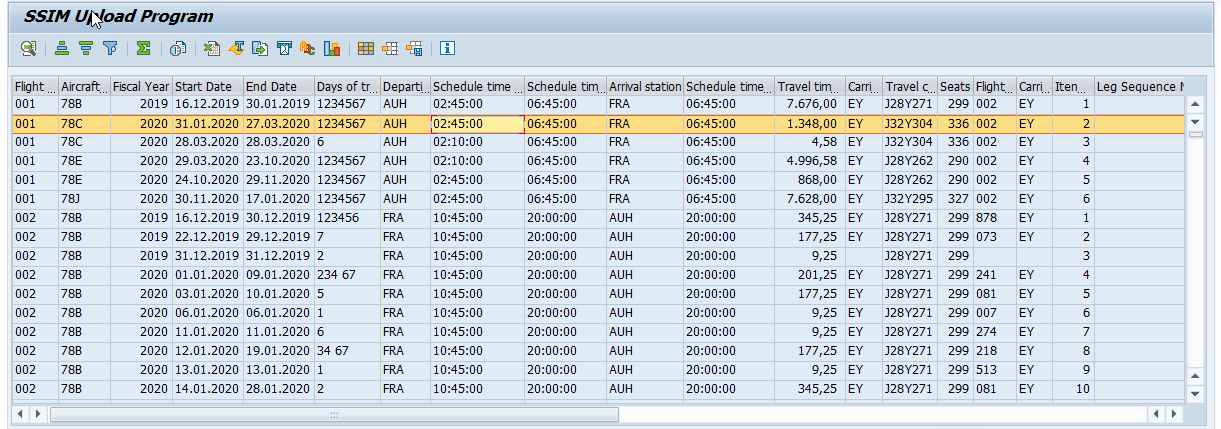 SSIM Upload Program
Flight ... Aircraft... Fiscal Year Start Date End Date Days of tr... Departi... Schedule time ... Schedule tim... Arrival station Schedule time... Travel tim... Carri... Travel c... Seats Flight... Carri... Iten... Leg Sequence N
001 78B 2019 16.12.2019 30.01.2019 1234567 AUH 02:45:00 06:45:00 FRA 06:45:00 7.676,00 EY J28Y271 299 002 EY 1
001 78C 2020 31.01.2020 27.03.2020 1234567 AUH 02:45:00 06:45:00 FRA 06:45:00 1.348,00 EY J32Y304 336 002 EY 2
001 78C 2020 28.03.2020 28.03.2020 6 AUH 02:10:00 06:45:00 FRA 06:45:00 4,58 EY J32Y304 336 002 EY 3
001 78E 2020 29.03.2020 23.10.2020 1234567 AUH 02:10:00 06:45:00 FRA 06:45:00 4.996,58 EY J28Y262 290 002 EY 4
001 78E 2020 24.10.2020 29.11.2020 1234567 AUH 02:45:00 06:45:00 FRA 06:45:00 868,00 EY J28Y262 290 002 EY 5
001 78J 2020 30.11.2020 17.01.2020 1234567 AUH 02:45:00 06:45:00 FRA 06:45:00 7.628,00 EY J32Y295 327 002 EY 6
002 78B 2019 16.12.2019 30.12.2019 123456 FRA 10:45:00 20:00:00 AUH 20:00:00 345,25 EY J28Y271 299 878 EY 1
002 78B 2019 22.12.2019 29.12.2019 7 FRA 10:45:00 20:00:00 AUH 20:00:00 177,25 EY J28Y271 299 073 EY 2
002 78B 2019 31.12.2019 31.12.2019 2 FRA 10:45:00 20:00:00 AUH 20:00:00 9,25 J28Y271 299 3
002 78B 2020 01.01.2020 09.01.2020 234 67 FRA 10:45:00 20:00:00 AUH 20:00:00 201,25 EY J28Y271 299 241 EY 4
002 78B 2020 03.01.2020 10.01.2020 5 FRA 10:45:00 20:00:00 AUH 20:00:00 177,25 EY J28Y271 299 081 EY 5
002 78B 2020 06.01.2020 06.01.2020 1 FRA 10:45:00 20:00:00 AUH 20:00:00 9,25 EY J28Y271 299 007 EY 6
002 78B 2020 11.01.2020 11.01.2020 6 FRA 10:45:00 20:00:00 AUH 20:00:00 9,25 EY J28Y271 299 274 EY 7
002 78B 2020 12.01.2020 19.01.2020 34 67 FRA 10:45:00 20:00:00 AUH 20:00:00 177,25 EY J28Y271 299 218 EY 8
002 78B 2020 13.01.2020 13.01.2020 1 FRA 10:45:00 20:00:00 AUH 20:00:00 9,25 EY J28Y271 299 513 EY 9
002 78B 2020 14.01.2020 28.01.2020 2 FRA 10:45:00 20:00:00 AUH 20:00:00 345,25 EY J28Y271 299 081 EY 10